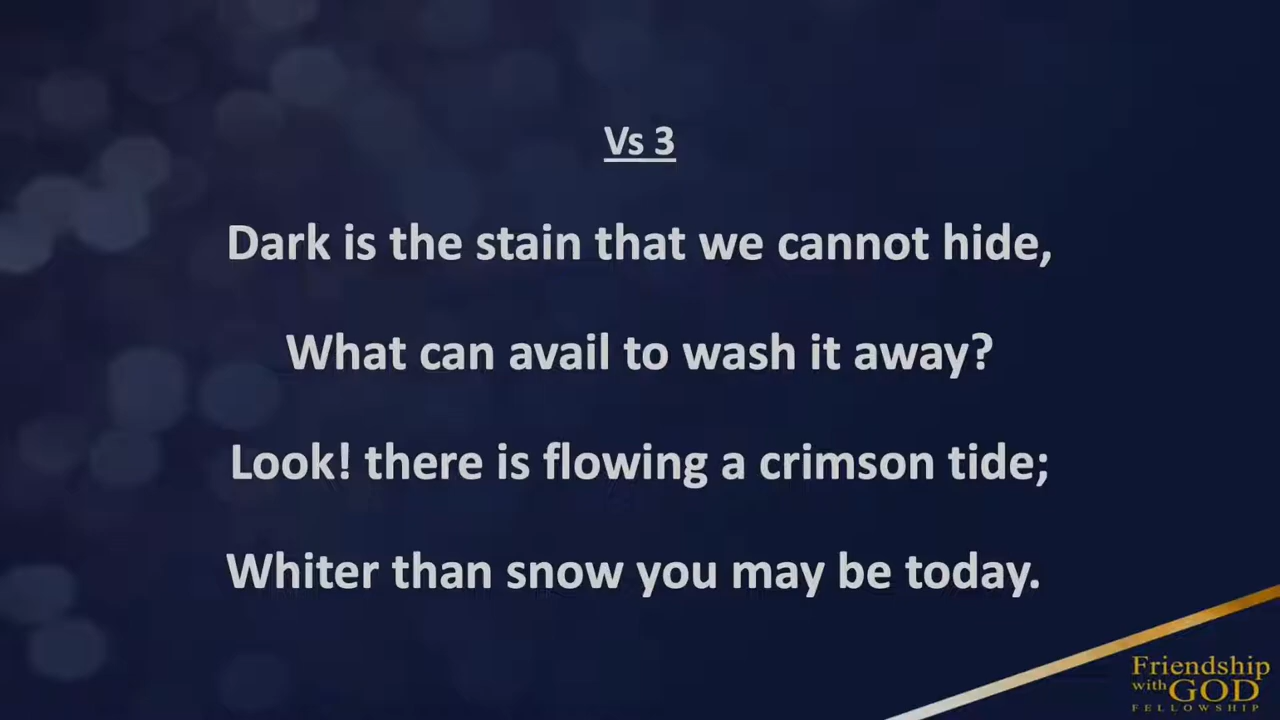 Vs 3
Dark is the stain that we cannot hide,
What can avail to wash it away?
Look! there is flowing a crimson tide;
Whiter than snow you may be today.
Friendship
with GOD
FELLOWSHIP